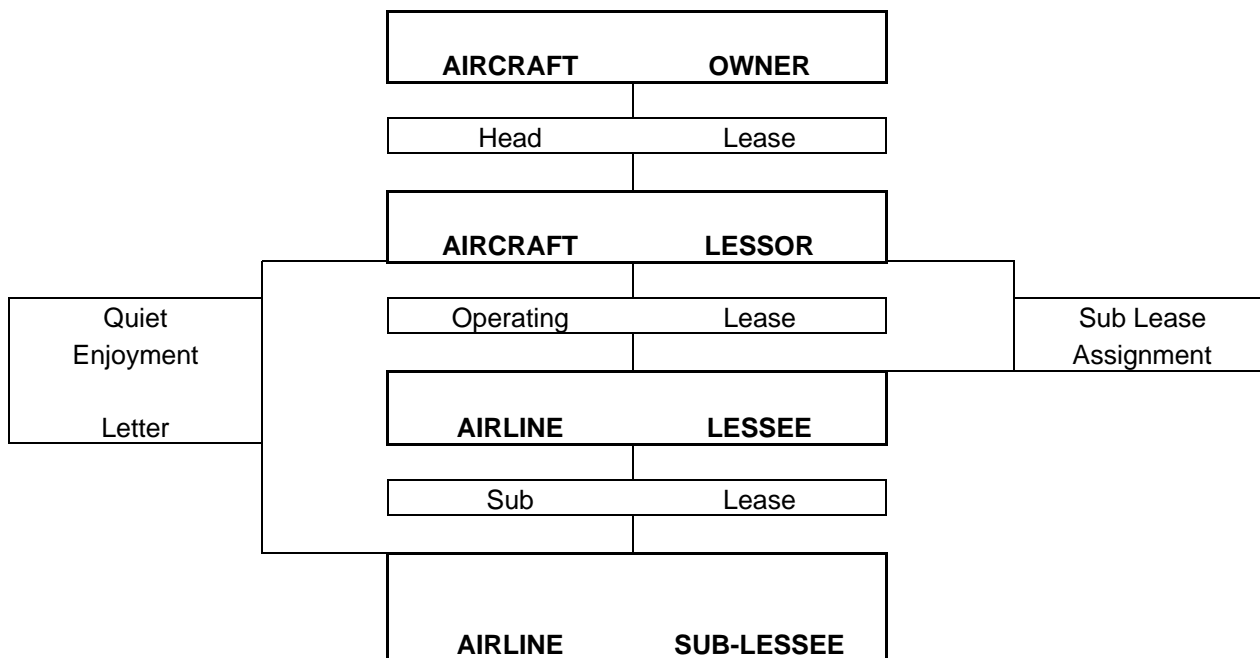 AIRCRAFT OWNER
Head Lease
AIRCRAFT LESSOR
Quiet
Enjoyment
Letter
Operating Lease
Sub Lease
Assignment
AIRLINE LESSEE
Sub Lease
AIRLINE SUB-LESSEE